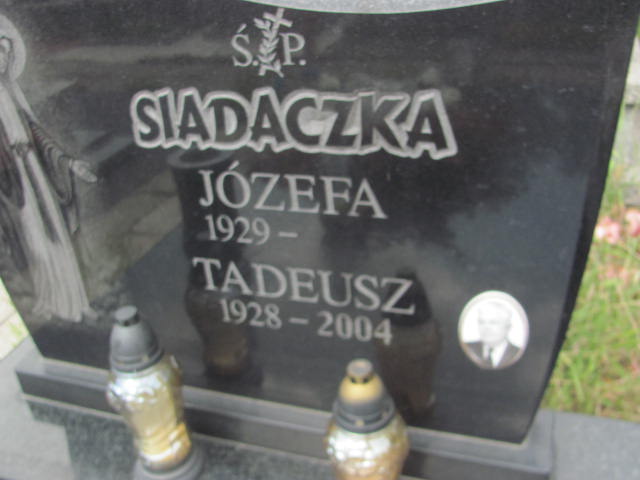 Ś. P.
SIADACZKA
JÓZEFA
1929 –
TADEUSZ
1928 – 2004